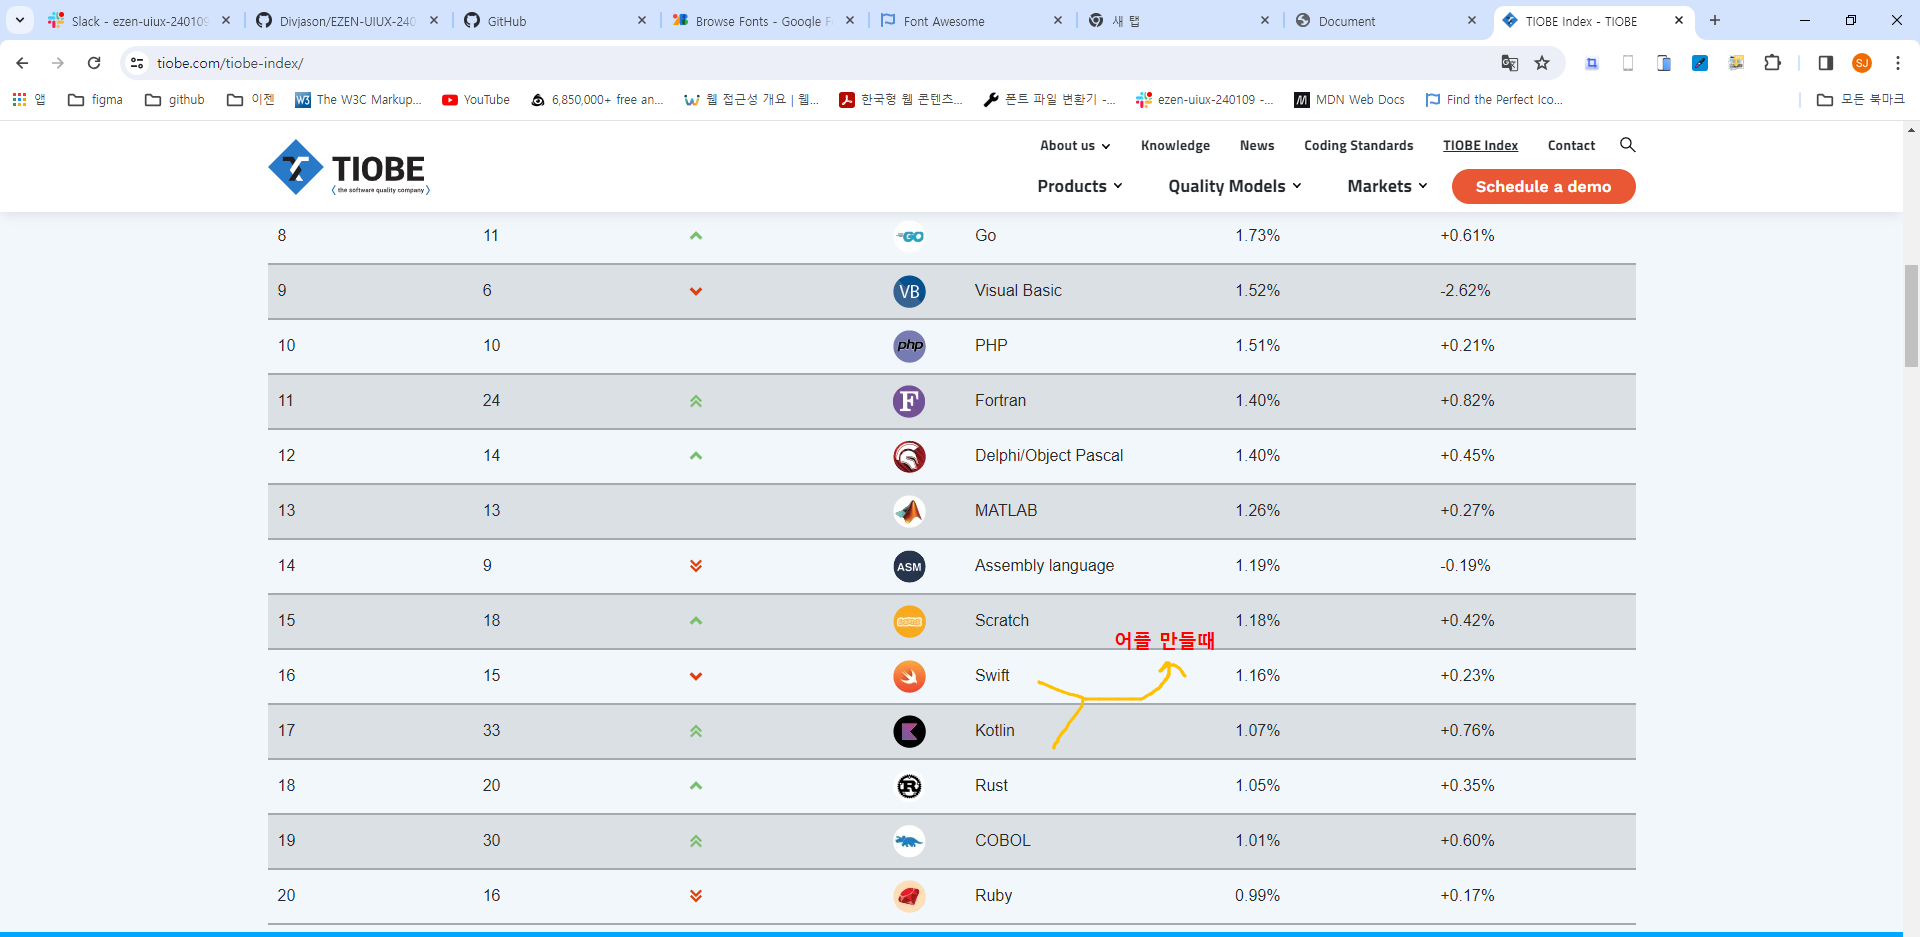 Slack - ezen-uiux-240109
Divjason/EZEN-UIUX-240
GitHub
Browse Fonts - Google F
Font Awesome
새 탭
Document
TIOBE Index - TIOBE
tiobe.com/tiobe-index/
SJ
앱
figma
github
이젠
The W3C Markup...
YouTube
6,850,000+ free an...
웹 접근성 개요 | 웹...
한국형 웹 콘텐츠...
폰트 파일 변환기 -...
ezen-uiux-240109 -...
MDN Web Docs
Find the Perfect Ico...
모든 북마크
TIOBE
(the software quality company)
About us Knowledge News Coding Standards TIOBE Index Contact
Products Quality Models Markets Schedule a demo
8 11 GO Go 1.73% +0.61%
9 6 VB Visual Basic 1.52% -2.62%
10 10 php PHP 1.51% +0.21%
11 24 F Fortran 1.40% +0.82%
12 14 Delphi/Object Pascal 1.40% +0.45%
13 13 MATLAB 1.26% +0.27%
14 9 ASM Assembly language 1.19% -0.19%
15 18 Scratch 1.18% +0.42%
어플 만들때
16 15 Swift 1.16% +0.23%
17 33 Kotlin 1.07% +0.76%
18 20 R Rust 1.05% +0.35%
19 30 COBOL 1.01% +0.60%
20 16 Ruby 0.99% +0.17%